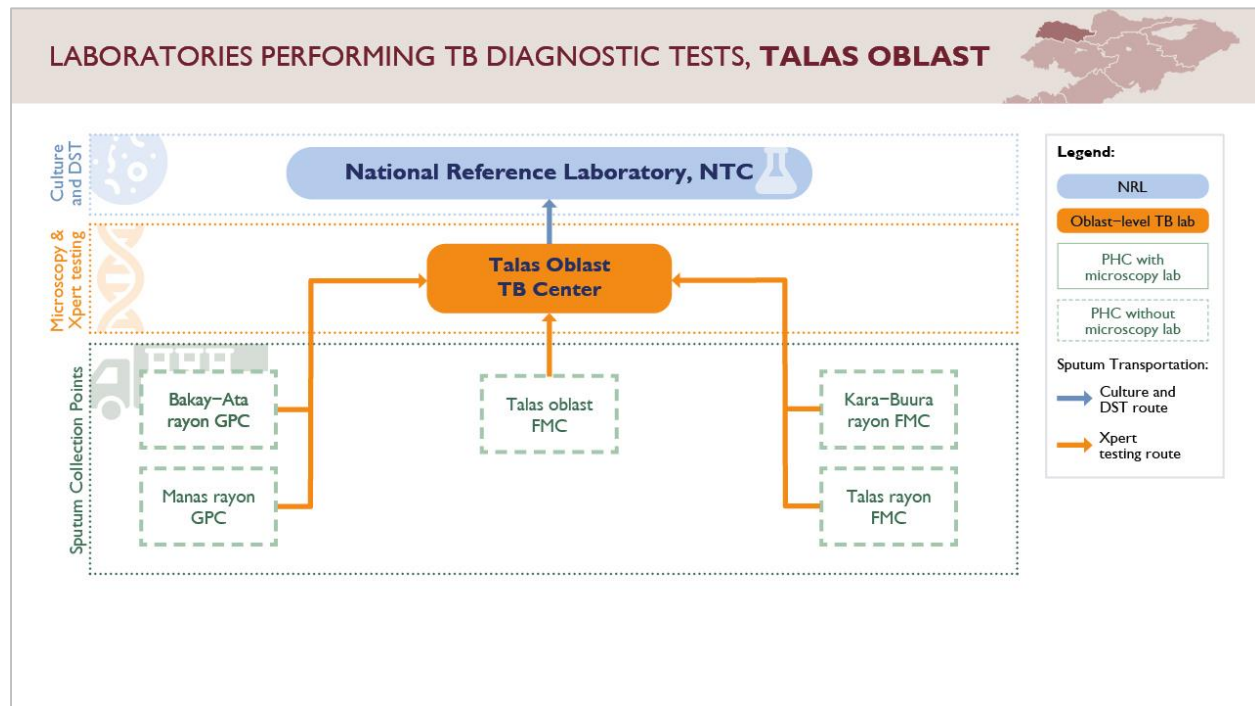 LABORATORIES PERFORMING TB DIAGNOSTIC TESTS, TALAS OBLAST
Culture
and DST
National Reference Laboratory, NTC
Microscopy &
Xpert testing
Talas Oblast
TB Center
Sputum Collection Points
Bakay-Ata
rayon GPC
Manas rayon
GPC
Talas oblast
FMC
Kara-Buura
rayon FMC
Talas rayon
FMC
Legend:
NRL
Oblast-level TB lab
PHC with
microscopy lab
PHC without
microscopy lab
Sputum Transportation:
Culture and
DST route
Xpert
testing route